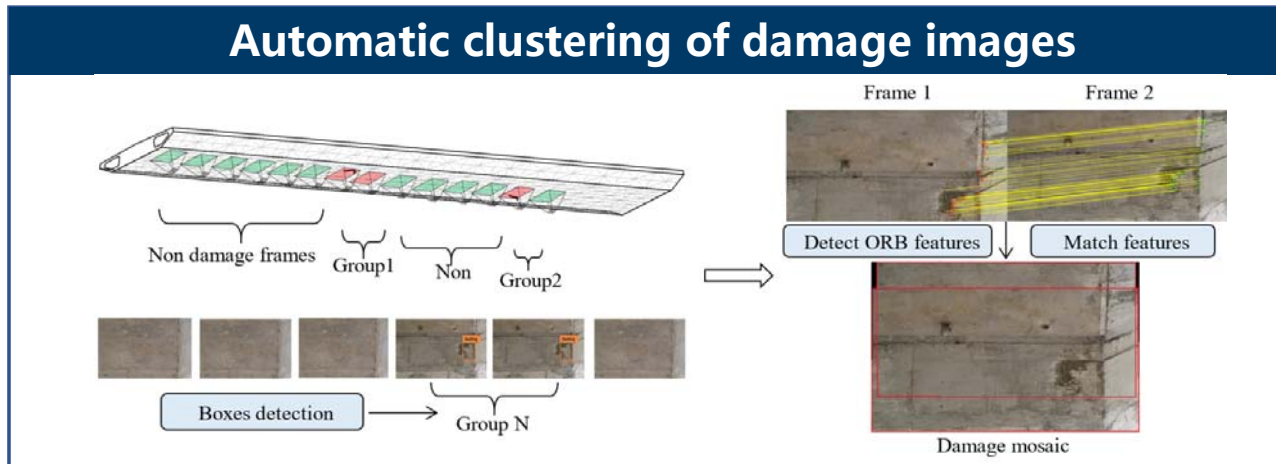 Automatic clustering of damage images
Frame 1
Frame 2
Non damage frames
Group1
Non
Group2
Detect ORB features
Match features
Boxes detection
Group N
Damage mosaic